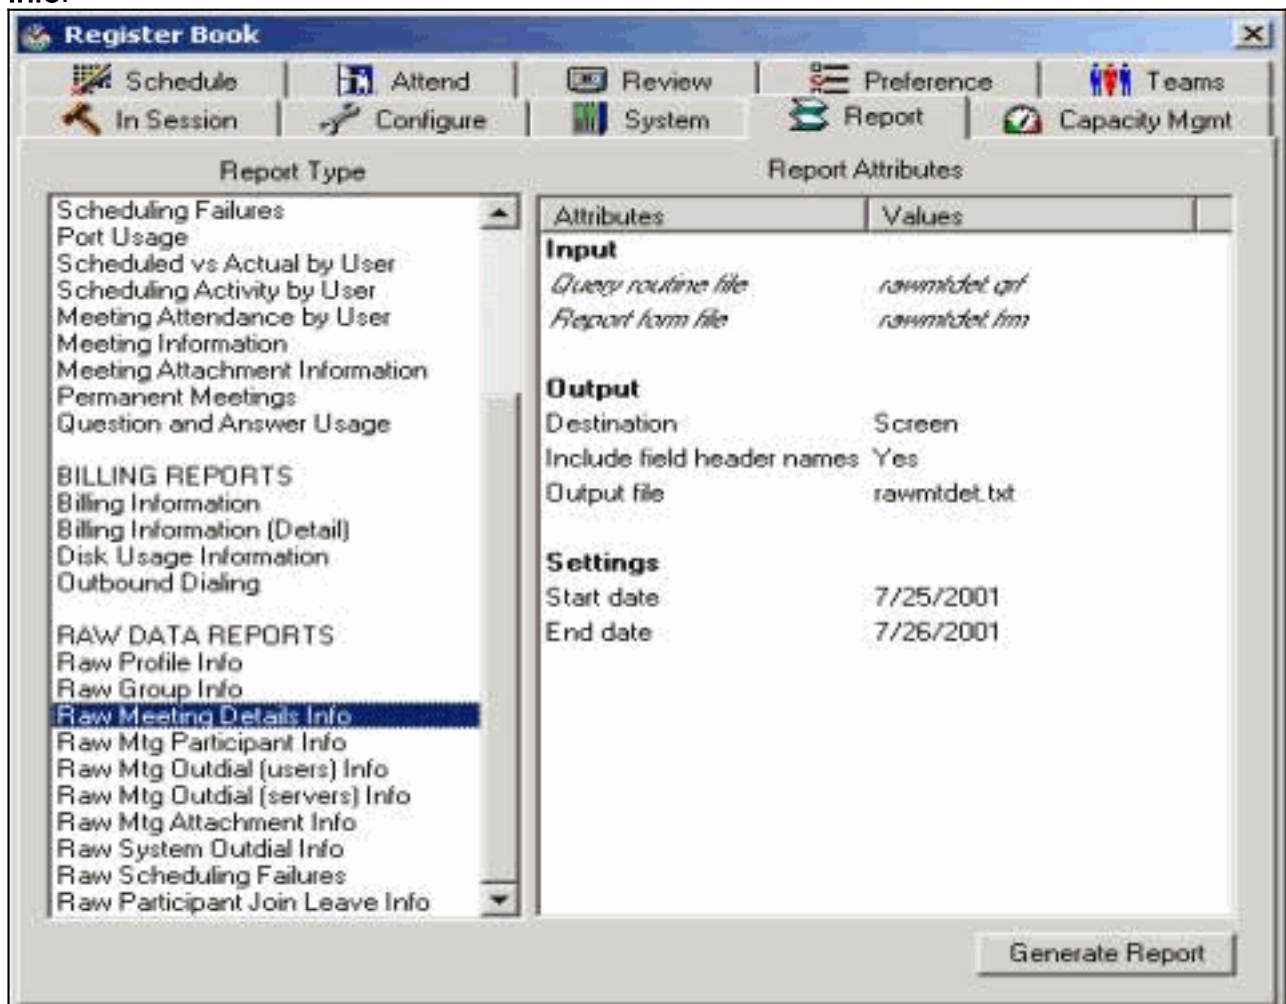 Info.
Register Book
Schedule
Attend
Review
Preference
Teams
In Session
Configure
System
Report
Capacity Mgmt
Report Type
Scheduling Failures
Port Usage
Scheduled vs Actual by User
Scheduling Activity by User
Meeting Attendance by User
Meeting Information
Meeting Attachment Information
Permanent Meetings
Question and Answer Usage
BILLING REPORTS
Billing Information
Billing Information (Detail)
Disk Usage Information
Outbound Dialing
RAW DATA REPORTS
Raw Profile Info
Raw Group Info
Raw Meeting Details Info
Raw Mtg Participant Info
Raw Mtg Outdial (users) Info
Raw Mtg Outdial (servers) Info
Raw Mtg Attachment Info
Raw System Outdial Info
Raw Scheduling Failures
Raw Participant Join Leave Info
Report Attributes
Attributes Values
Input
Query routine file rawmtdet.qrf
Report form file rawmtdet.frm
Output
Destination Screen
Include field header names Yes
Output file rawmtdet.txt
Settings
Start date 7/25/2001
End date 7/26/2001
Generate Report